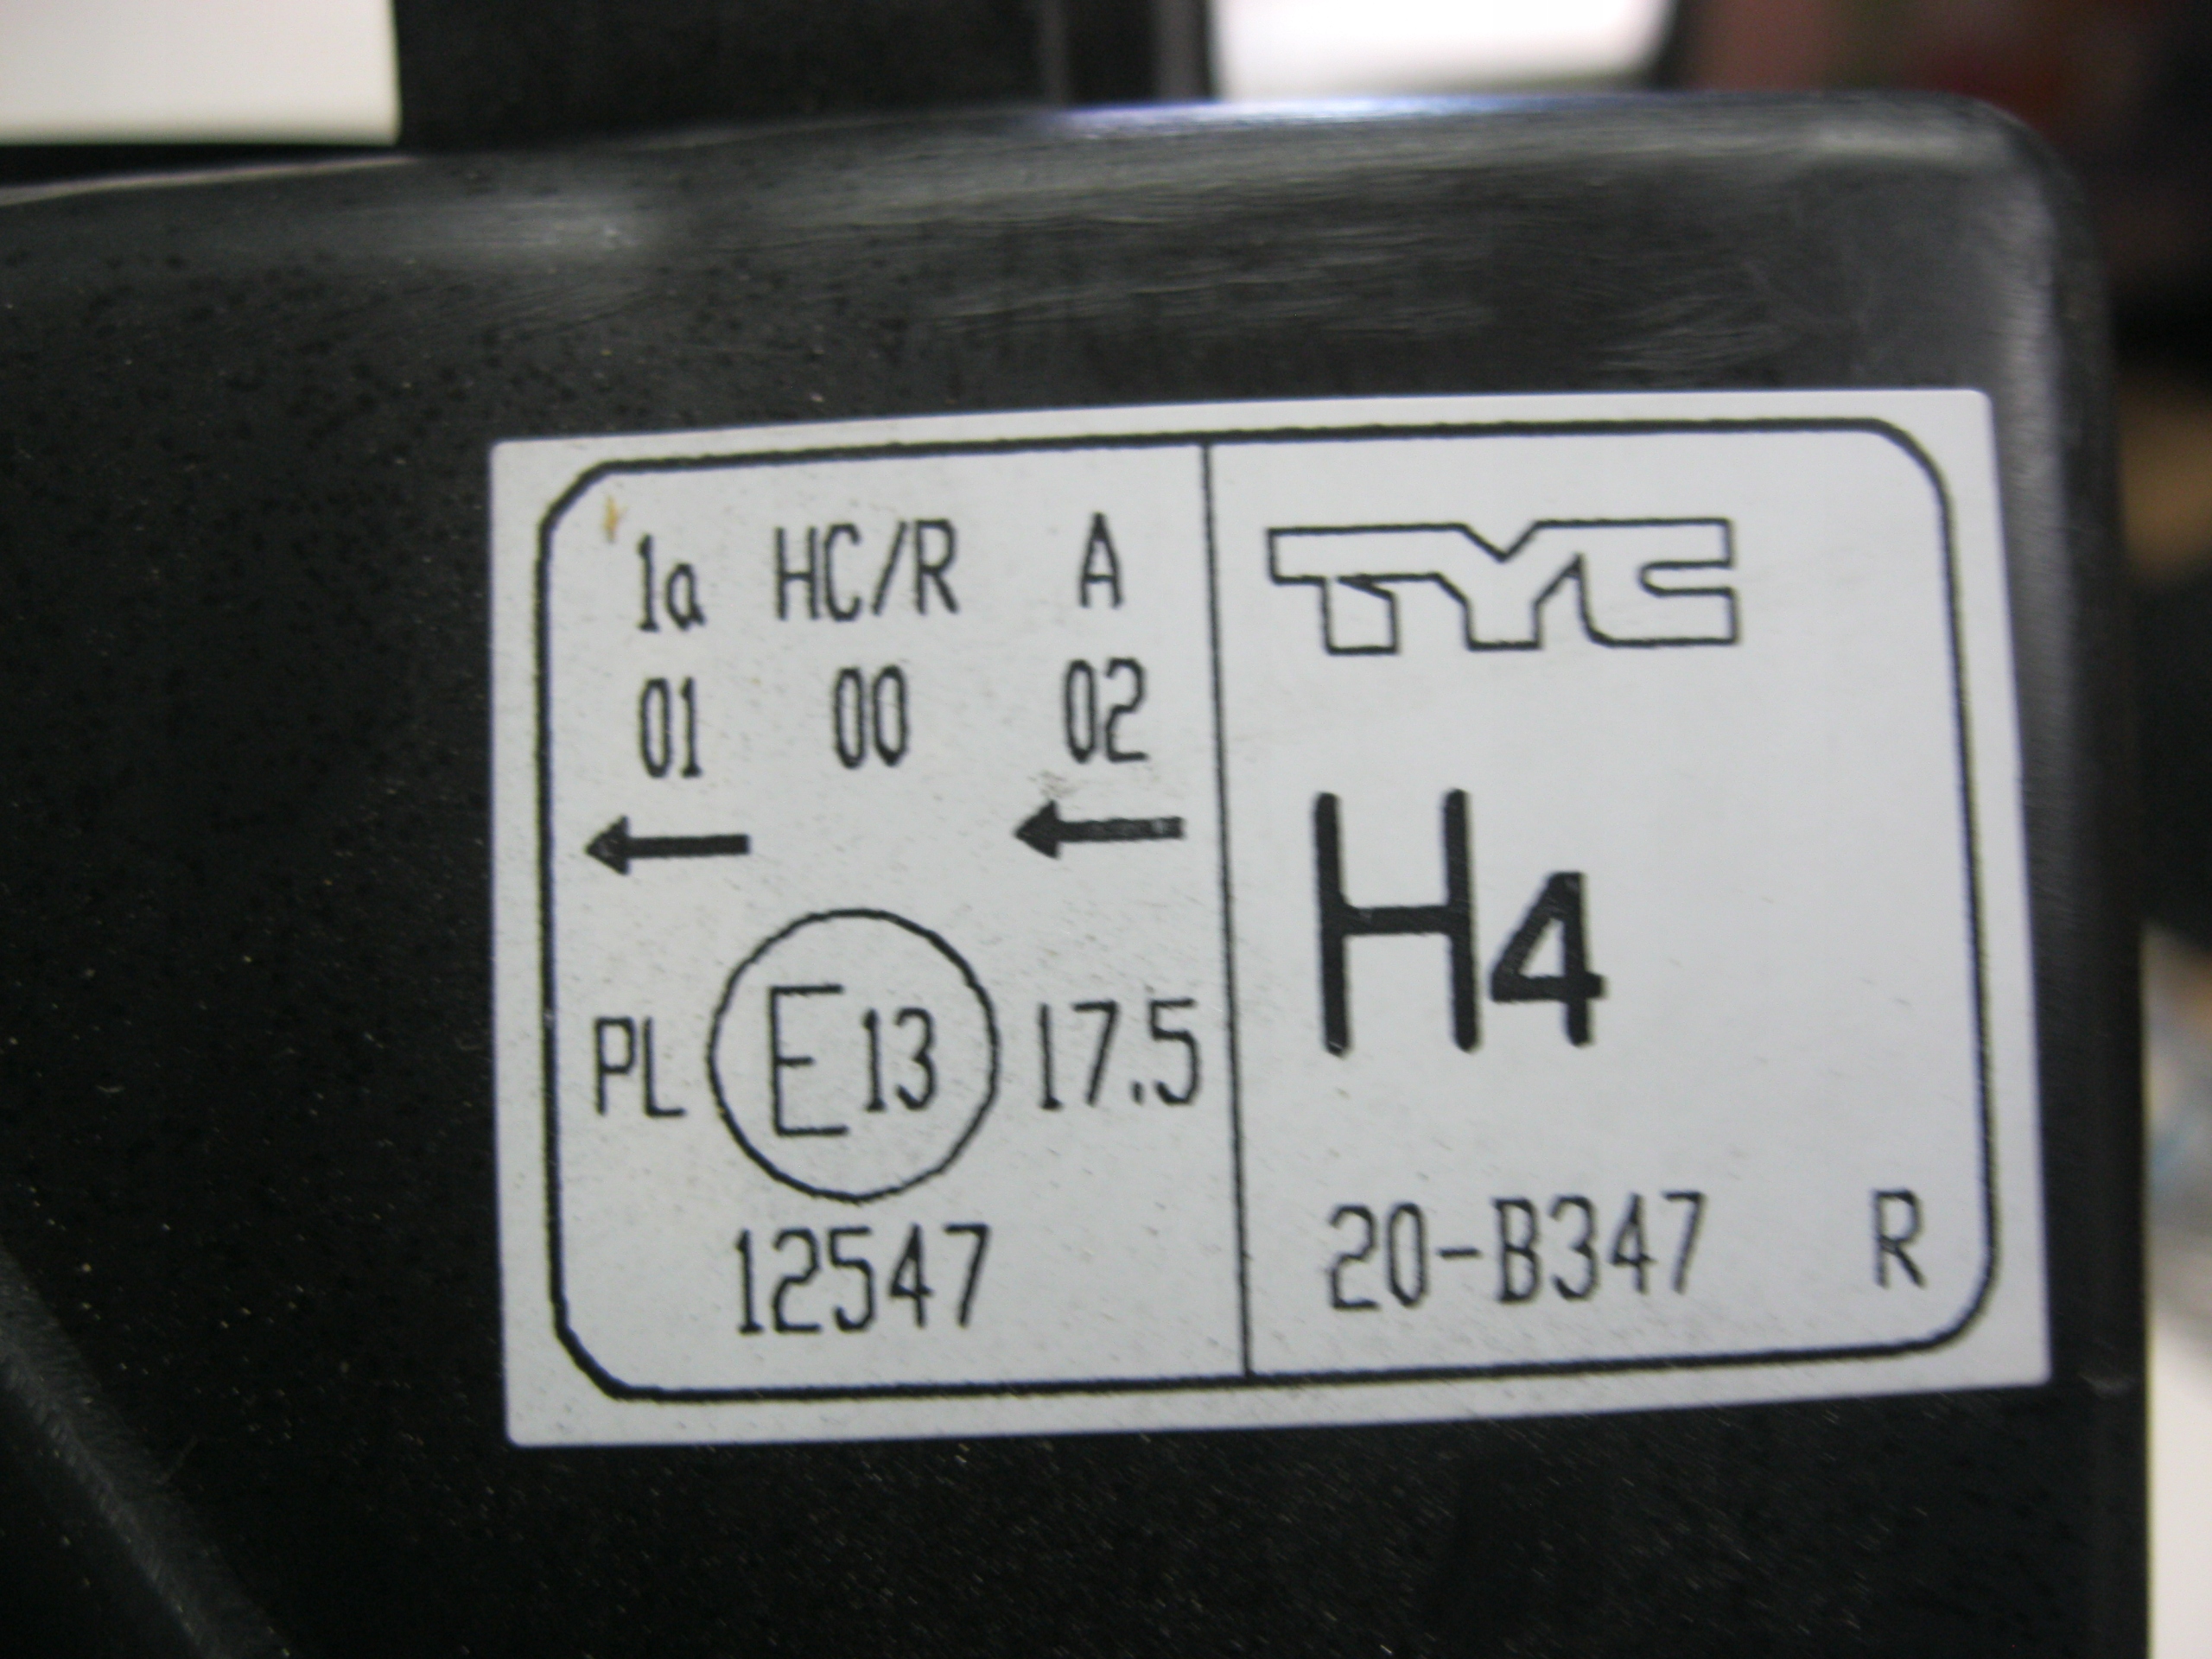 1a HC/R A
01 00 02
PL E13 17.5
12547
TYC
H4
20-B347 R